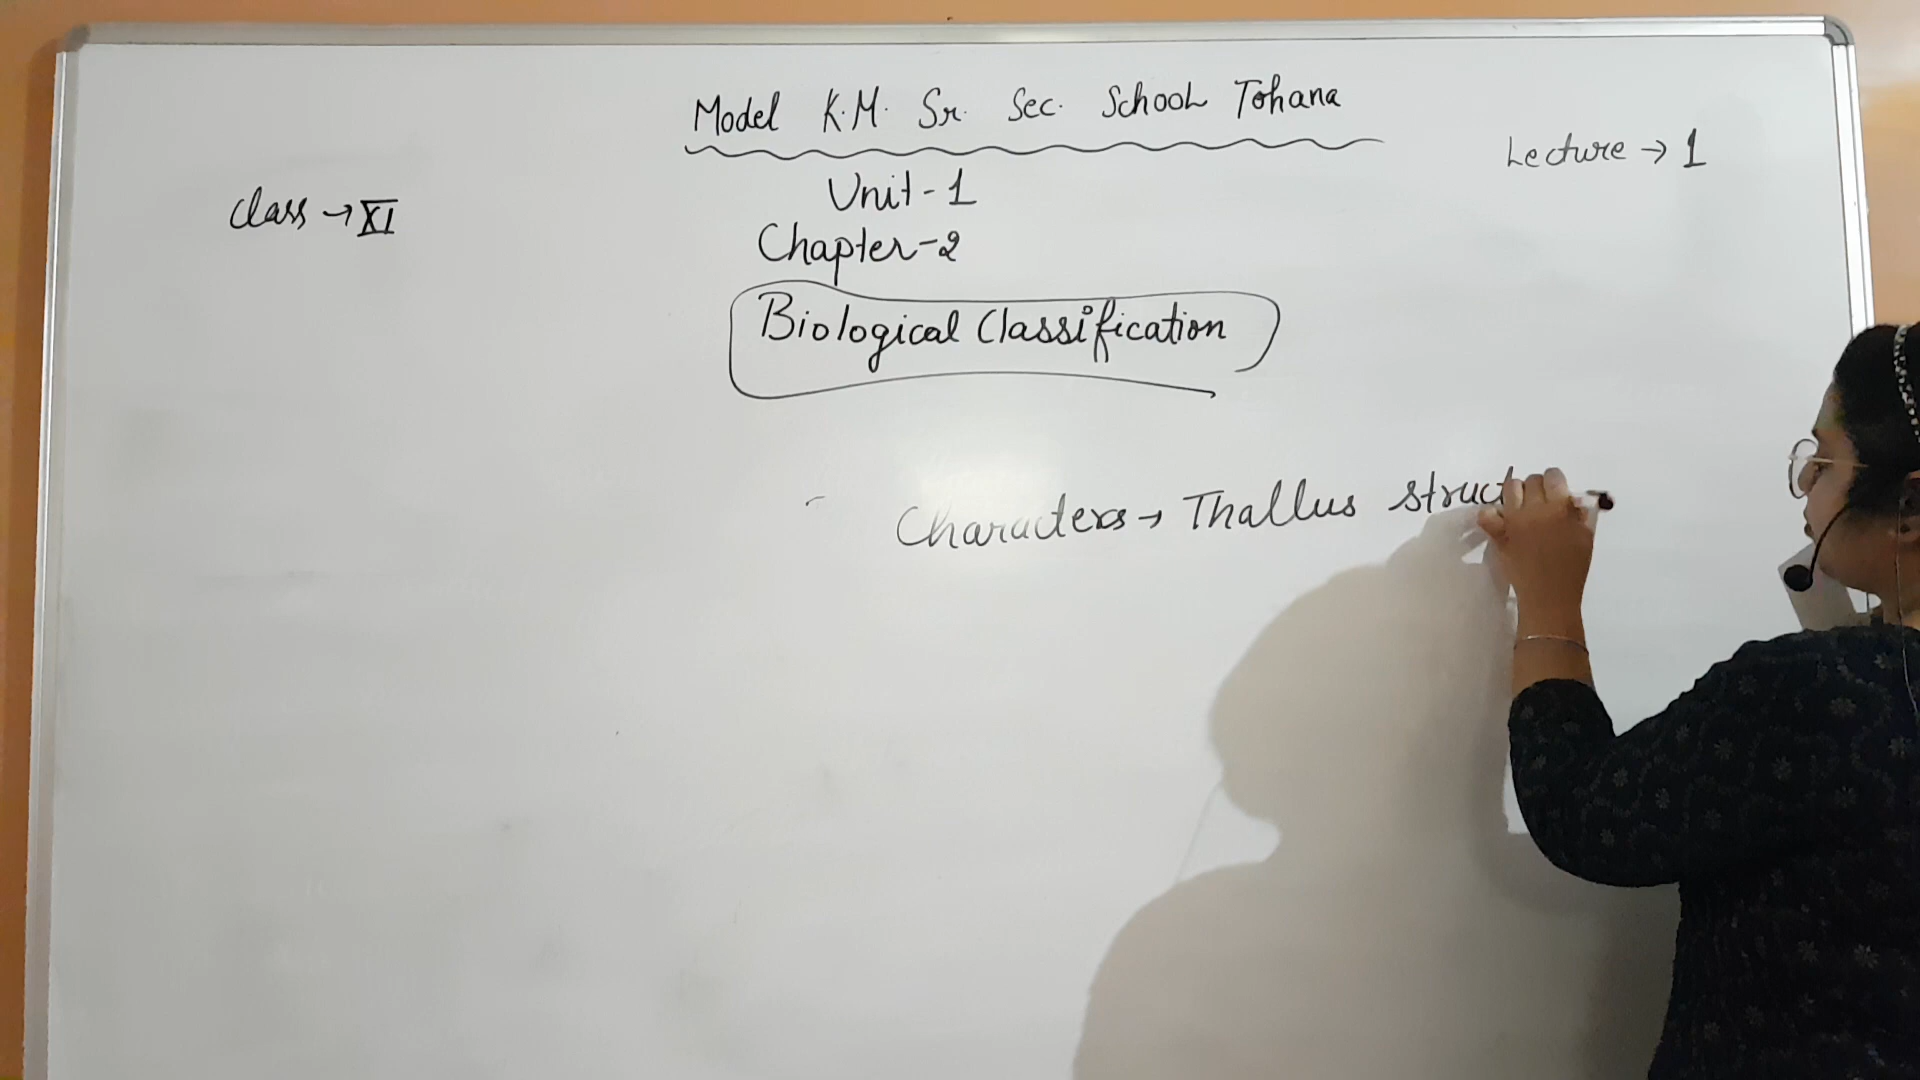 Model K.M. Sr. Sec. School Tohana
Lecture → 1
Unit-1
Class → XI
Chapter-2
Biological Classification
Characters → Thallus struct